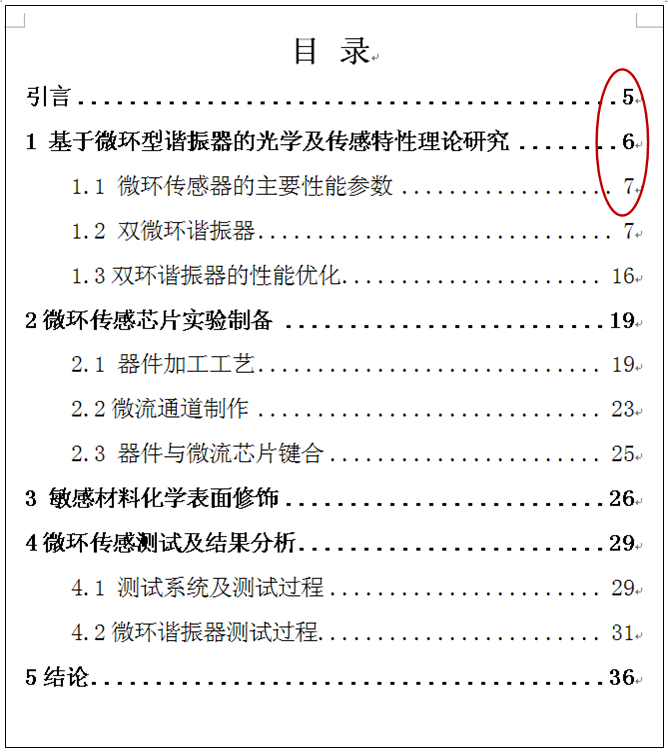 目 录
引言..................................5
1 基于微环型谐振器的光学及传感特性理论研究 .......6
1.1 微环传感器的主要性能参数 .............. 7
1.2 双微环谐振器....................... 7
1.3双环谐振器的性能优化................. 16
2微环传感芯片实验制备 .....................19
2.1 器件加工工艺...................... 19
2.2微流通道制作 ...................... 23
2.3 器件与微流芯片键合.................. 25
3 敏感材料化学表面修饰.....................26
4微环传感测试及结果分析....................29
4.1 测试系统及测试过程.................. 29
4.2微环谐振器测试过程................... 31
5结论.................................36